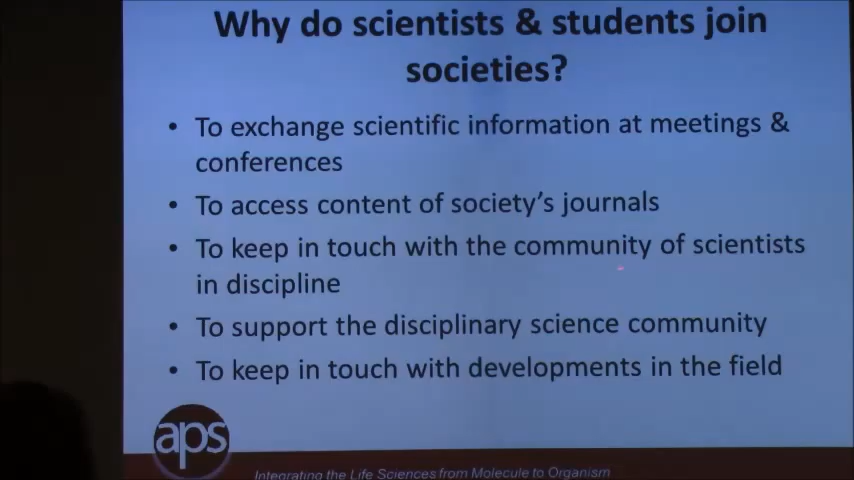 Why do scientists & students join
societies?
• To exchange scientific information at meetings &
conferences
• To access content of society's journals
• To keep in touch with the community of scientists
in discipline
• To support the disciplinary science community
• To keep in touch with developments in the field
aps
Integrating the Life Sciences from Molecule to Organism